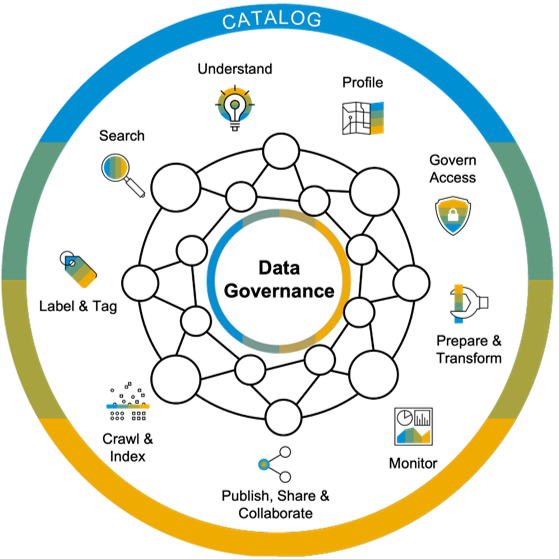 CATALOG
Understand
Profile
Search
Govern
Access
Data
Governance
Label & Tag
Prepare &
Transform
Crawl &
Index
Monitor
Publish, Share &
Collaborate